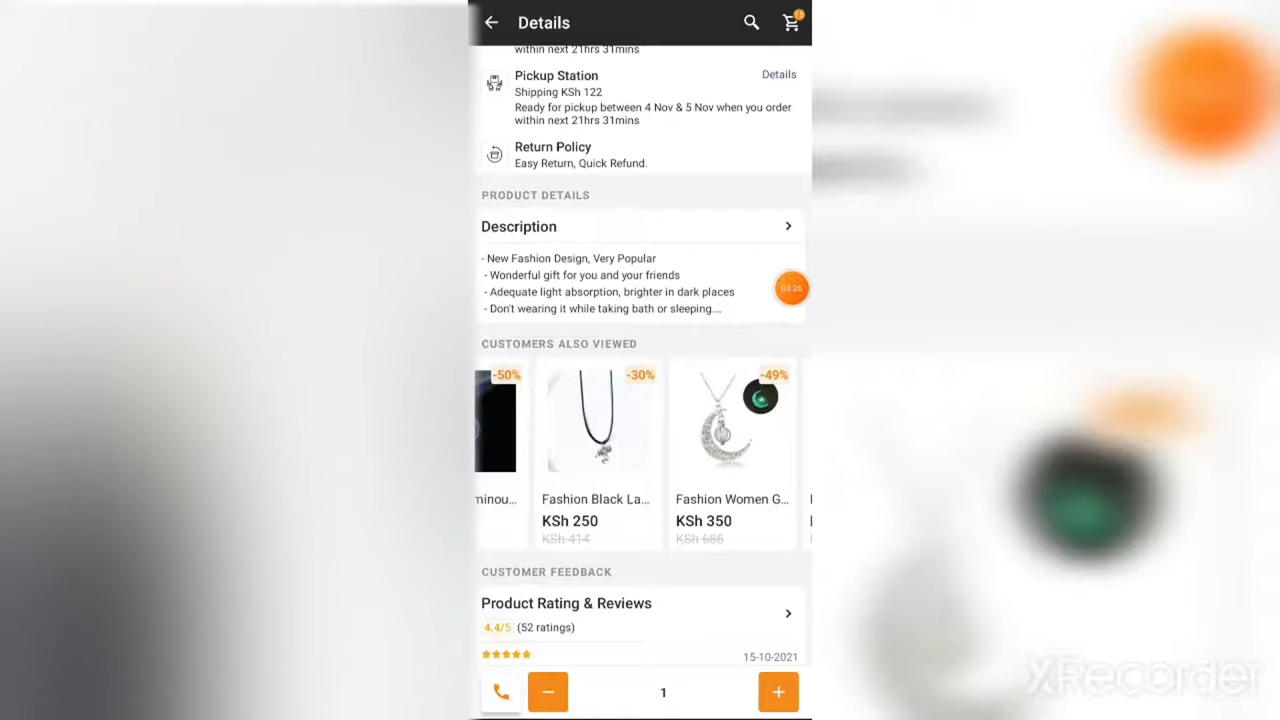 Details
15
within next 21hrs 31mins
Pickup Station
Details
Shipping KSh 122
Ready for pickup between 4 Nov & 5 Nov when you order
within next 21hrs 31mins
Return Policy
Easy Return, Quick Refund.
PRODUCT DETAILS
Description
- New Fashion Design, Very Popular
- Wonderful gift for you and your friends
- Adequate light absorption, brighter in dark places
- Don't wearing it while taking bath or sleeping....
03:26
CUSTOMERS ALSO VIEWED
-50%
-30%
-49%
minou...
Fashion Black La...
Fashion Women G...
KSh 250
KSh 350
KSh 414
KSh 686
CUSTOMER FEEDBACK
Product Rating & Reviews
4.4/5 (52 ratings)
15-10-2021
1
XRecorder